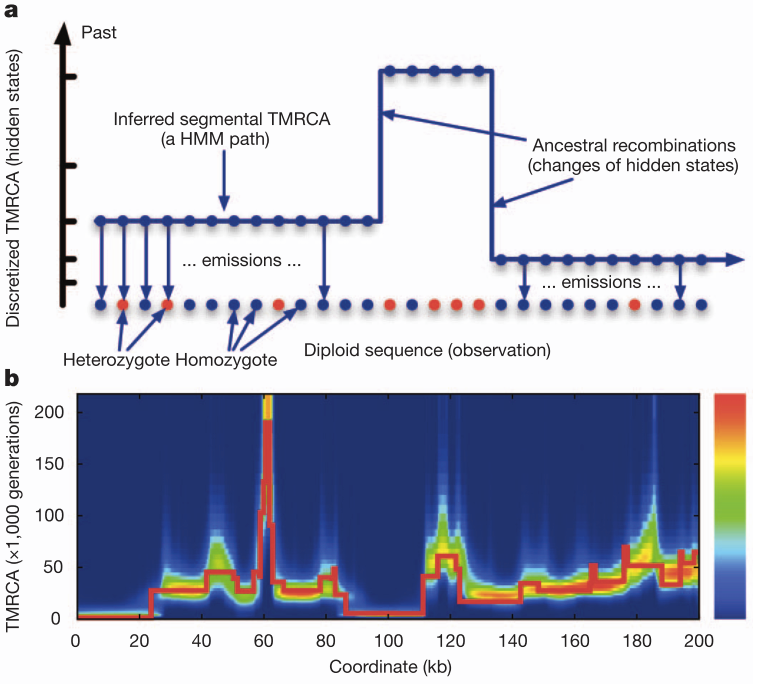 a
Past
Discretized TMRCA (hidden states)
Inferred segmental TMRCA
(a HMM path)
Ancestral recombinations
(changes of hidden states)
... emissions ...
... emissions ...
Heterozygote Homozygote
Diploid sequence (observation)
b
TMRCA (×1,000 generations)
200
150
100
50
0
0 20 40 60 80 100 120 140 160 180 200
Coordinate (kb)